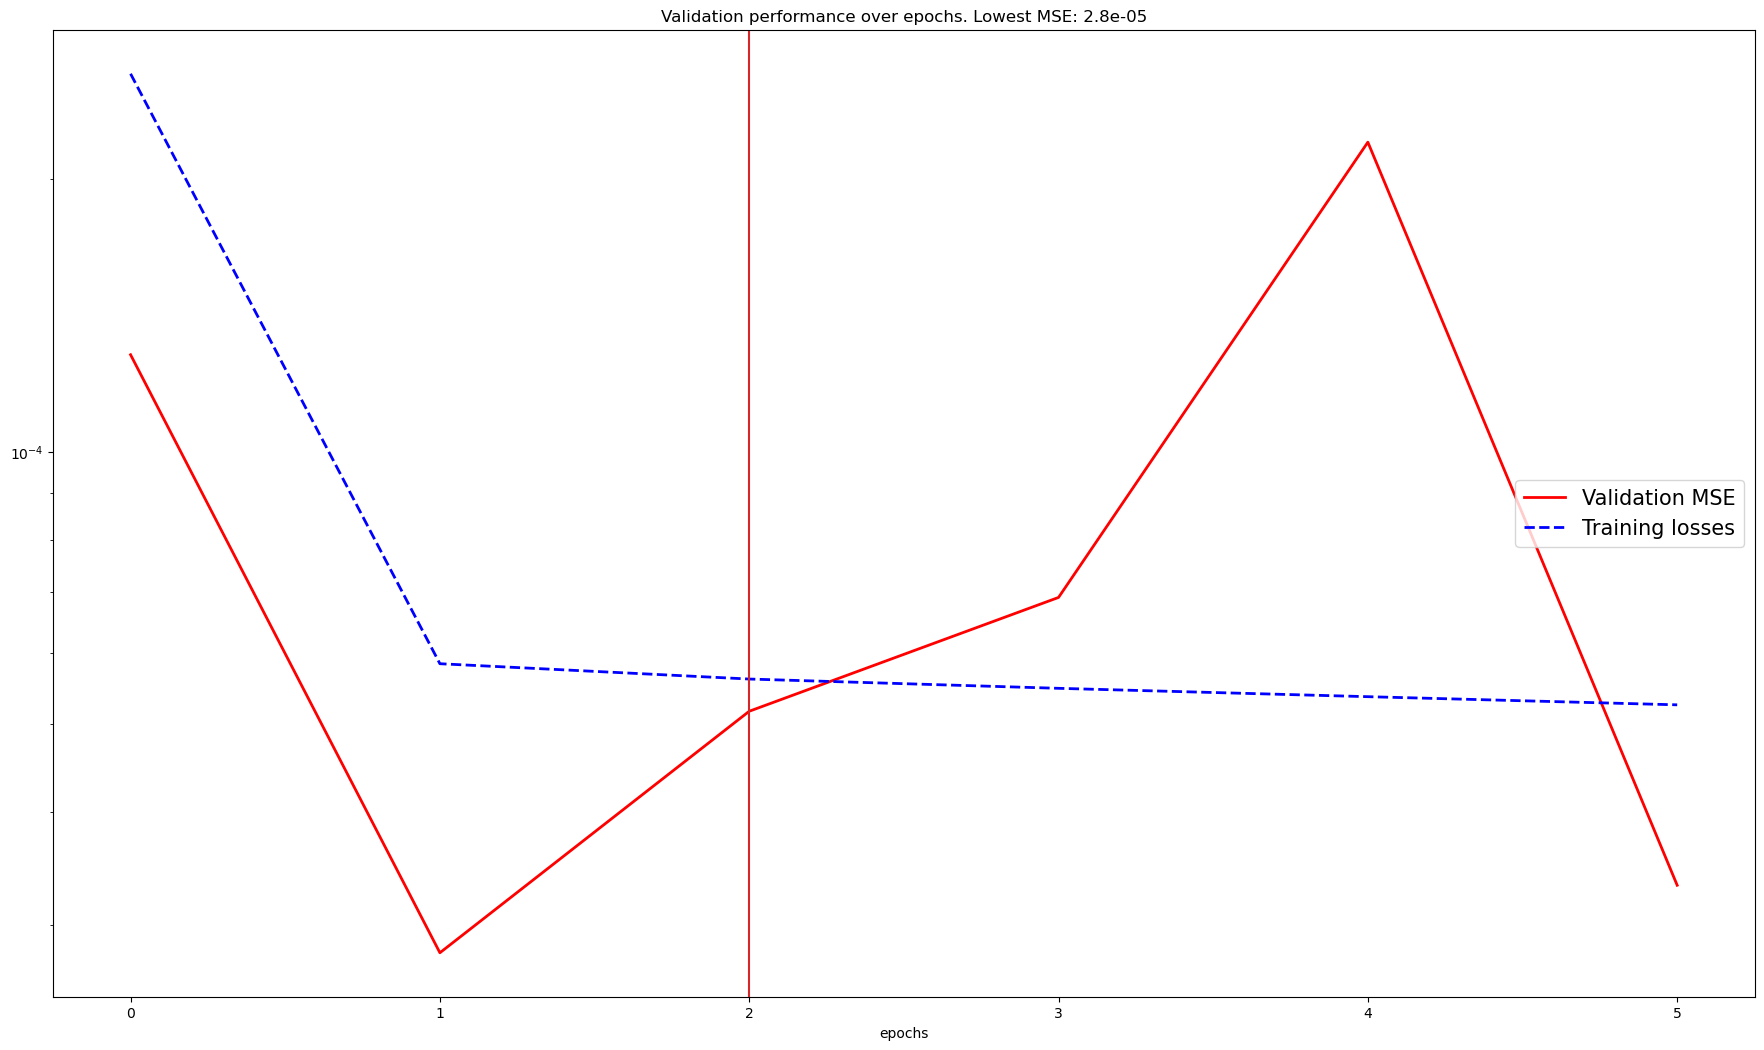 Validation performance over epochs. Lowest MSE: 2.8e-05
10⁻⁴
Validation MSE
Training losses
0 1 2 3 4 5
epochs